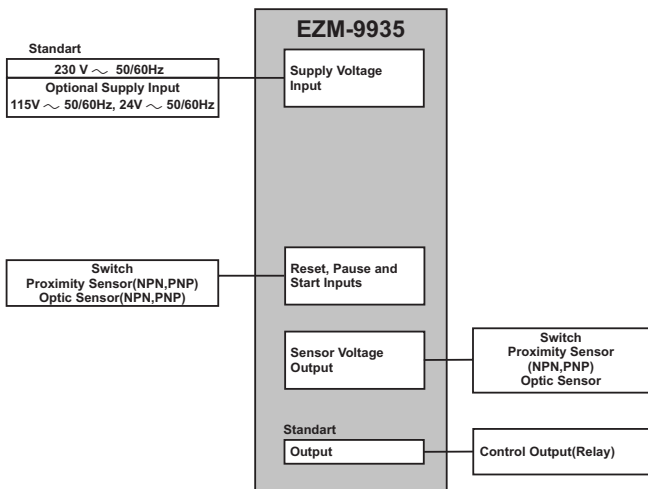 EZM-9935
Standart
230 V ～ 50/60Hz
Optional Supply Input
115V ～ 50/60Hz, 24V ～ 50/60Hz
Supply Voltage
Input
Switch
Proximity Sensor(NPN,PNP)
Optic Sensor(NPN,PNP)
Reset, Pause and
Start Inputs
Sensor Voltage
Output
Switch
Proximity Sensor
(NPN,PNP)
Optic Sensor
Standart
Output
Control Output(Relay)